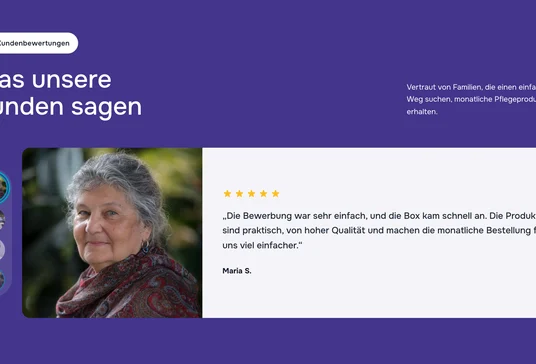 Kundenbewertungen
as unsere
unden sagen
Vertraut von Familien, die einen einfa
Weg suchen, monatliche Pflegeprodu
erhalten.
„Die Bewerbung war sehr einfach, und die Box kam schnell an. Die Produk
sind praktisch, von hoher Qualität und machen die monatliche Bestellung f
uns viel einfacher.“
Maria S.